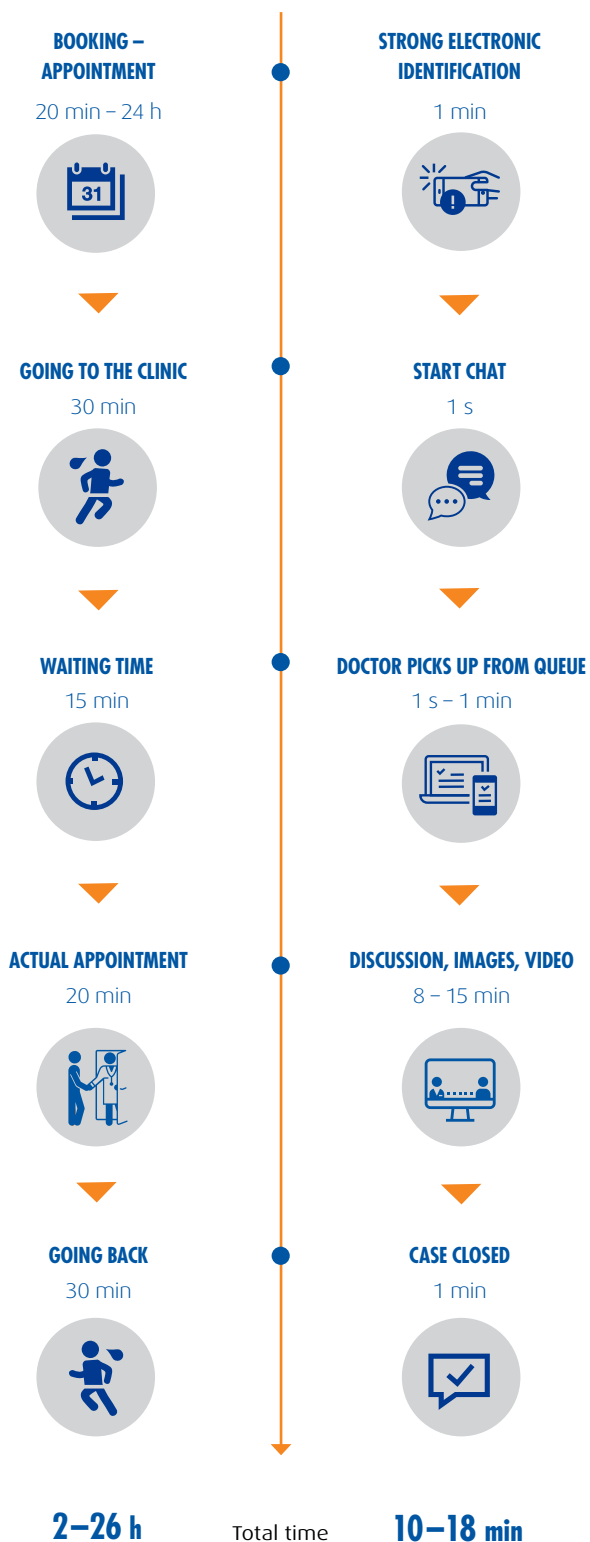 BOOKING –
APPOINTMENT
20 min – 24 h
31
GOING TO THE CLINIC
30 min
WAITING TIME
15 min
ACTUAL APPOINTMENT
20 min
GOING BACK
30 min
2–26 h
STRONG ELECTRONIC
IDENTIFICATION
1 min
!
START CHAT
1 s
DOCTOR PICKS UP FROM QUEUE
1 s – 1 min
DISCUSSION, IMAGES, VIDEO
8 – 15 min
CASE CLOSED
1 min
Total time
10–18 min